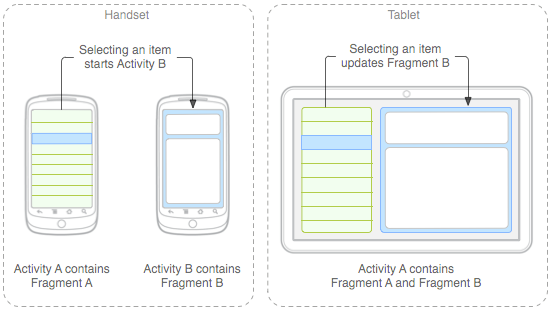 Handset
Selecting an item
starts Activity B
Activity A contains
Fragment A
Activity B contains
Fragment B
Tablet
Selecting an item
updates Fragment B
Activity A contains
Fragment A and Fragment B